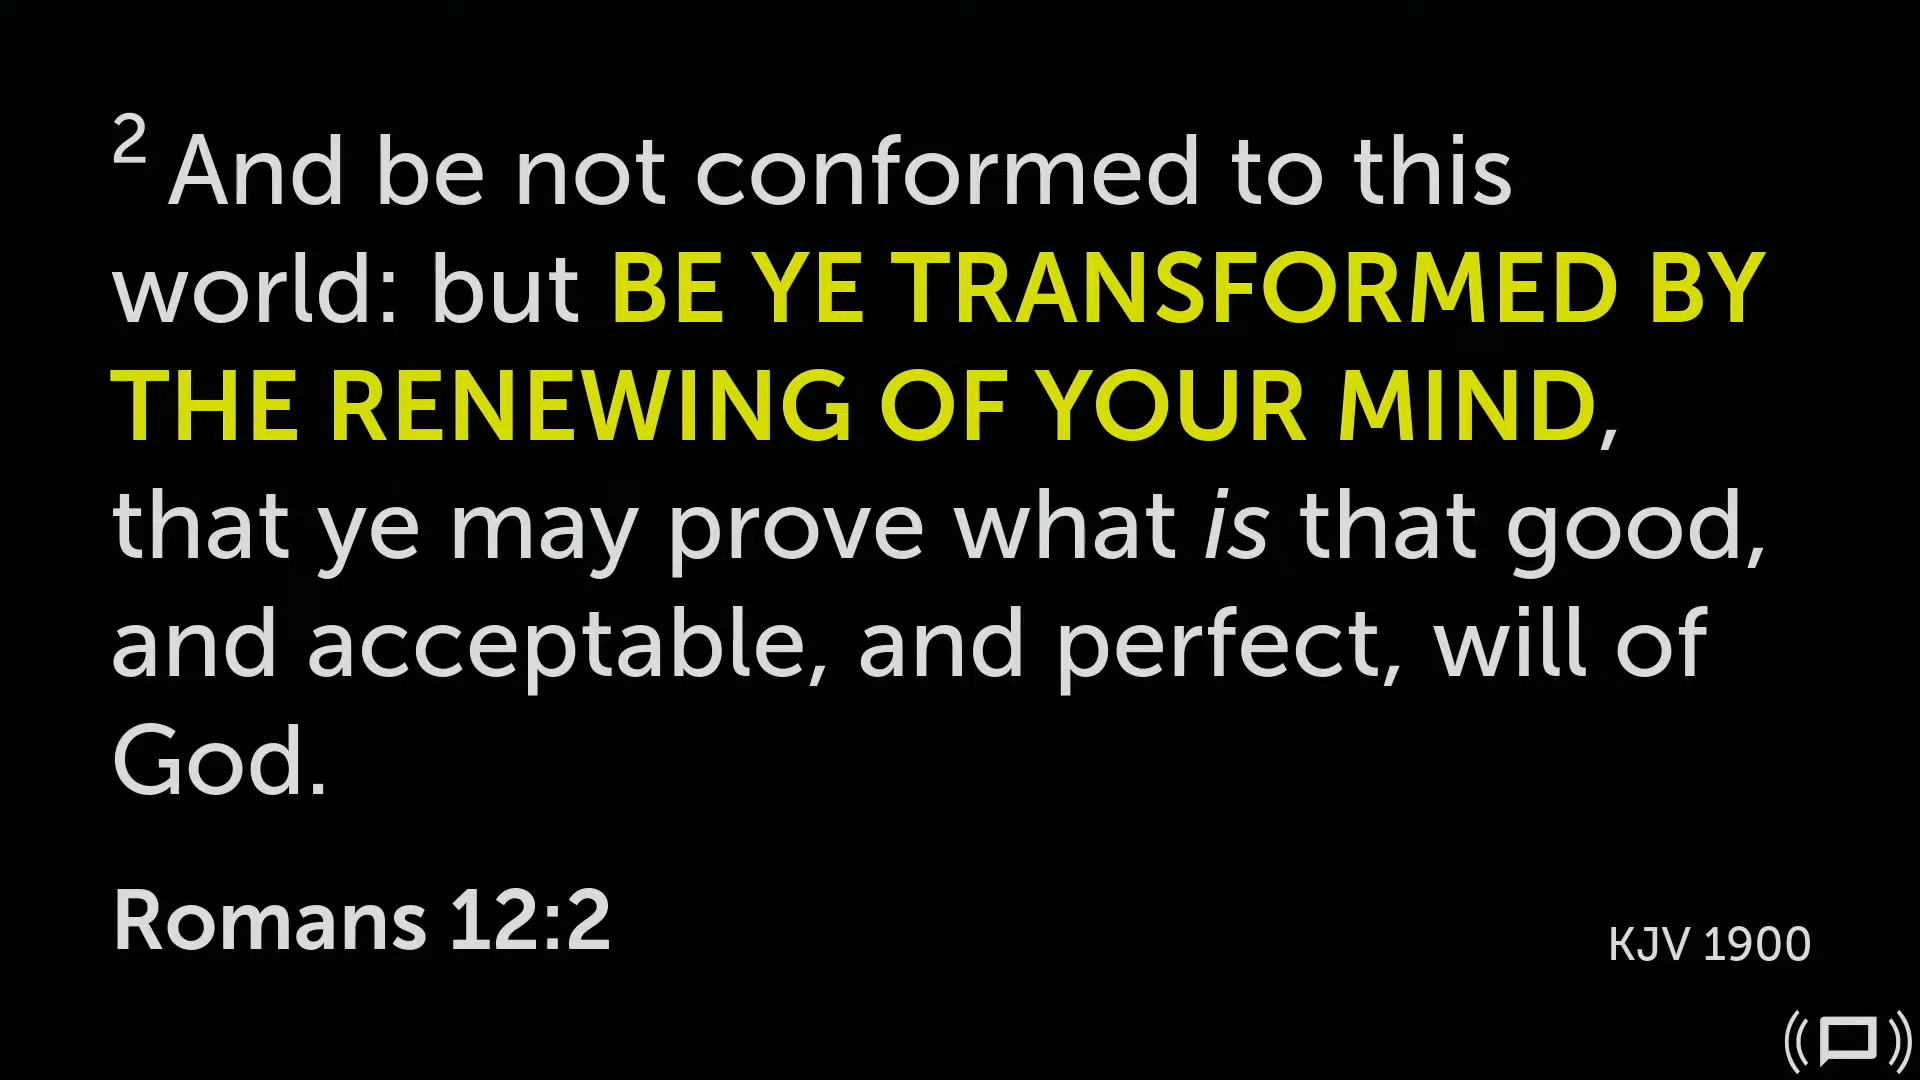 2 And be not conformed to this
world: but BE YE TRANSFORMED BY
THE RENEWING OF YOUR MIND,
that ye may prove what is that good,
and acceptable, and perfect, will of
God.
Romans 12:2
KJV 1900